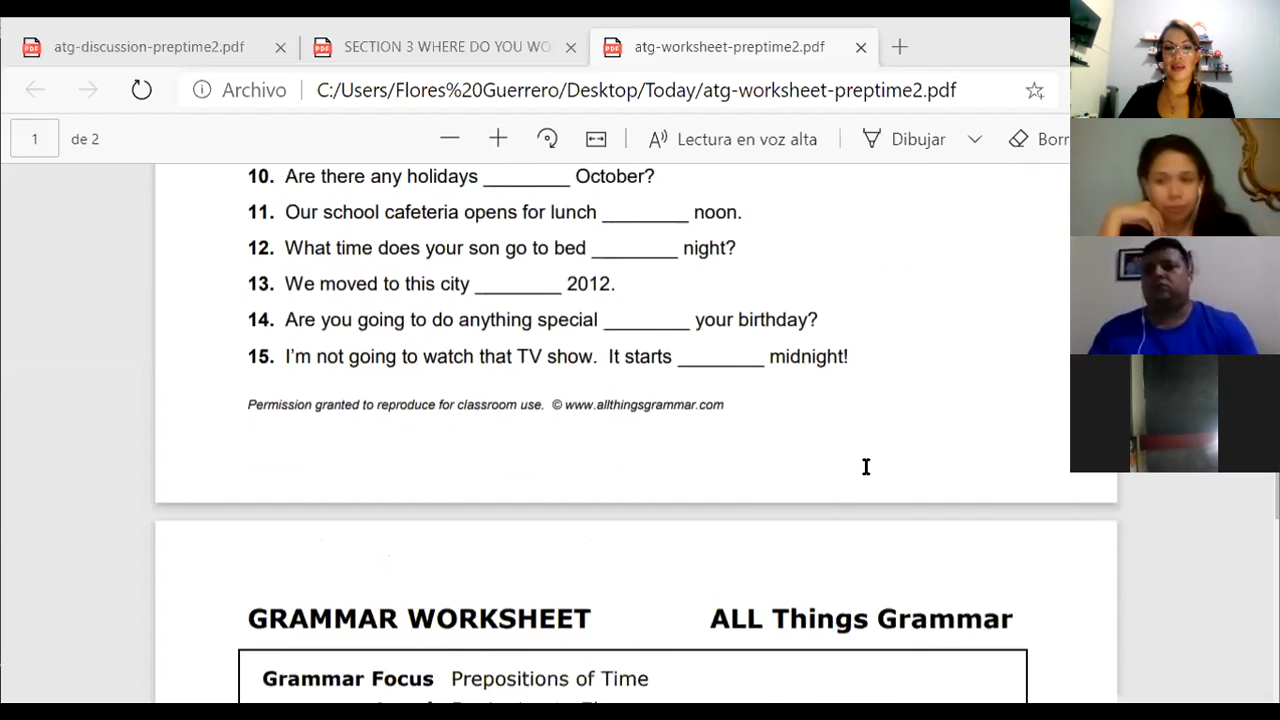 atg-discussion-preptime2.pdf
SECTION 3 WHERE DO YOU WO
atg-worksheet-preptime2.pdf
Archivo
C:/Users/Flores%20Guerrero/Desktop/Today/atg-worksheet-preptime2.pdf
1 de 2
Lectura en voz alta
Dibujar
Borr
10. Are there any holidays ________ October?
11. Our school cafeteria opens for lunch ________ noon.
12. What time does your son go to bed ________ night?
13. We moved to this city ________ 2012.
14. Are you going to do anything special ________ your birthday?
15. I'm not going to watch that TV show. It starts ________ midnight!
Permission granted to reproduce for classroom use. © www.allthingsgrammar.com
GRAMMAR WORKSHEET
ALL Things Grammar
Grammar Focus Prepositions of Time